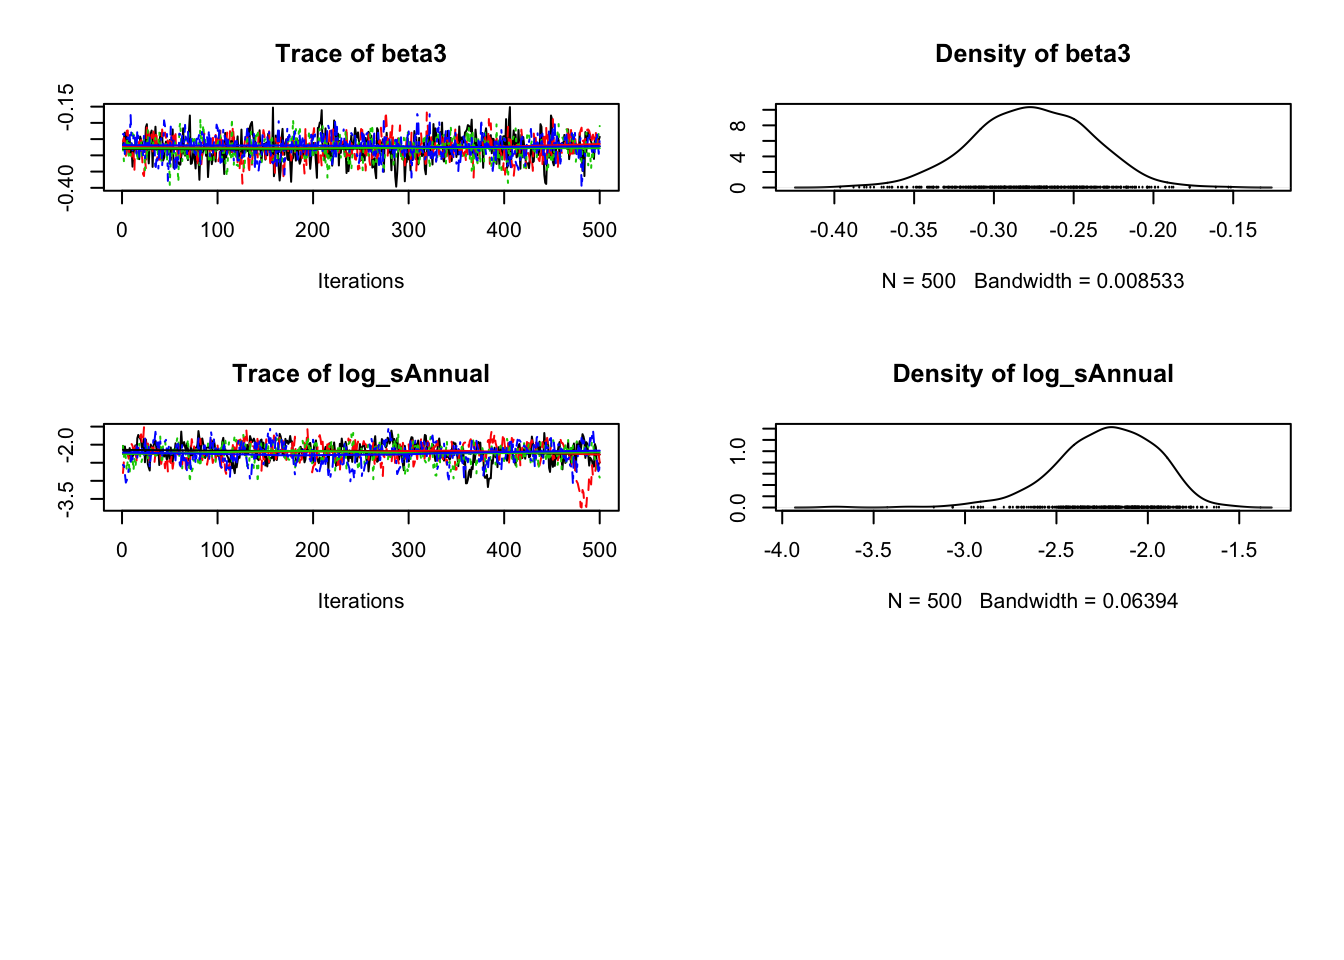 Trace of beta3
-0.40 -0.15
0 100 200 300 400 500
Iterations
Density of beta3
0 4 8
-0.40 -0.35 -0.30 -0.25 -0.20 -0.15
N = 500 Bandwidth = 0.008533
Trace of log_sAnnual
-3.5 -2.0
0 100 200 300 400 500
Iterations
Density of log_sAnnual
0.0 1.0
-4.0 -3.5 -3.0 -2.5 -2.0 -1.5
N = 500 Bandwidth = 0.06394